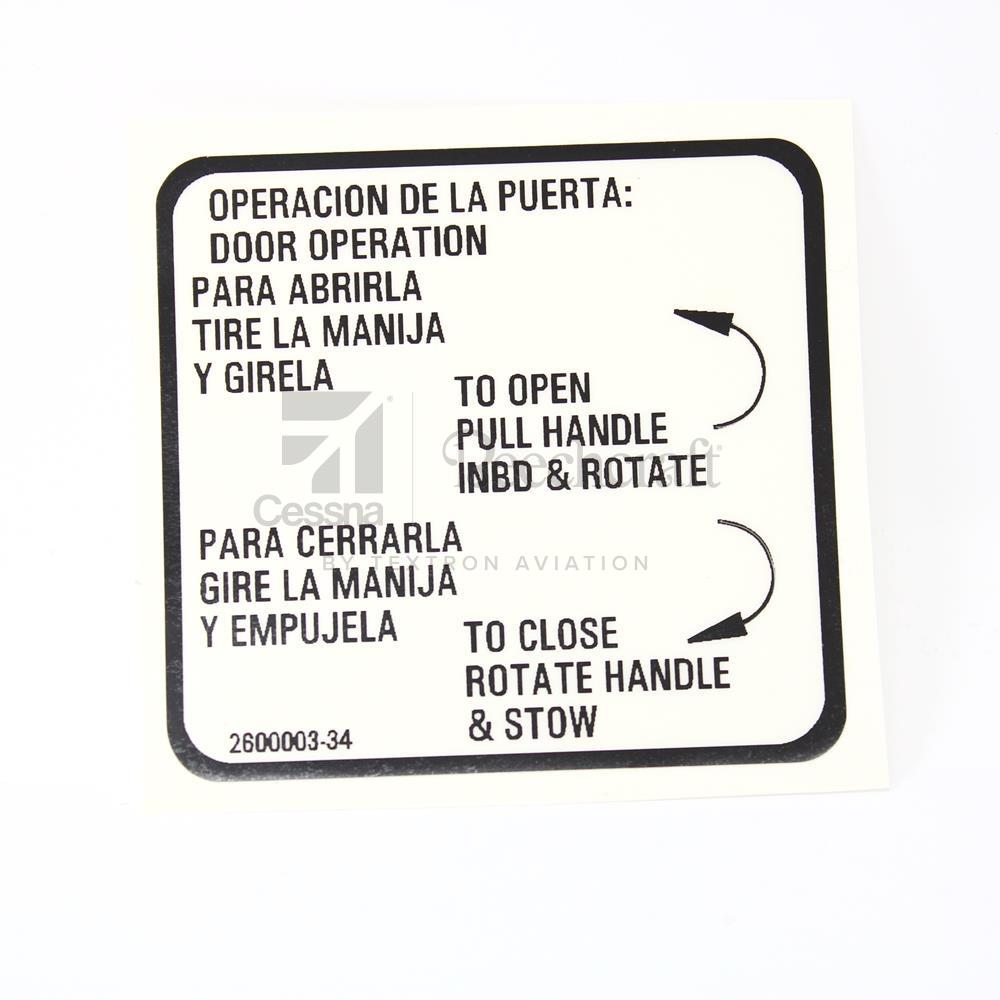 OPERACION DE LA PUERTA:
DOOR OPERATION
PARA ABRIRLA
TIRE LA MANIJA
Y GIRELA
TO OPEN
PULL HANDLE
INBD & ROTATE
Cessna
Beechcraft
BY TEXTRON AVIATION
PARA CERRARLA
GIRE LA MANIJA
Y EMPUJELA
TO CLOSE
ROTATE HANDLE
& STOW
2600003-34